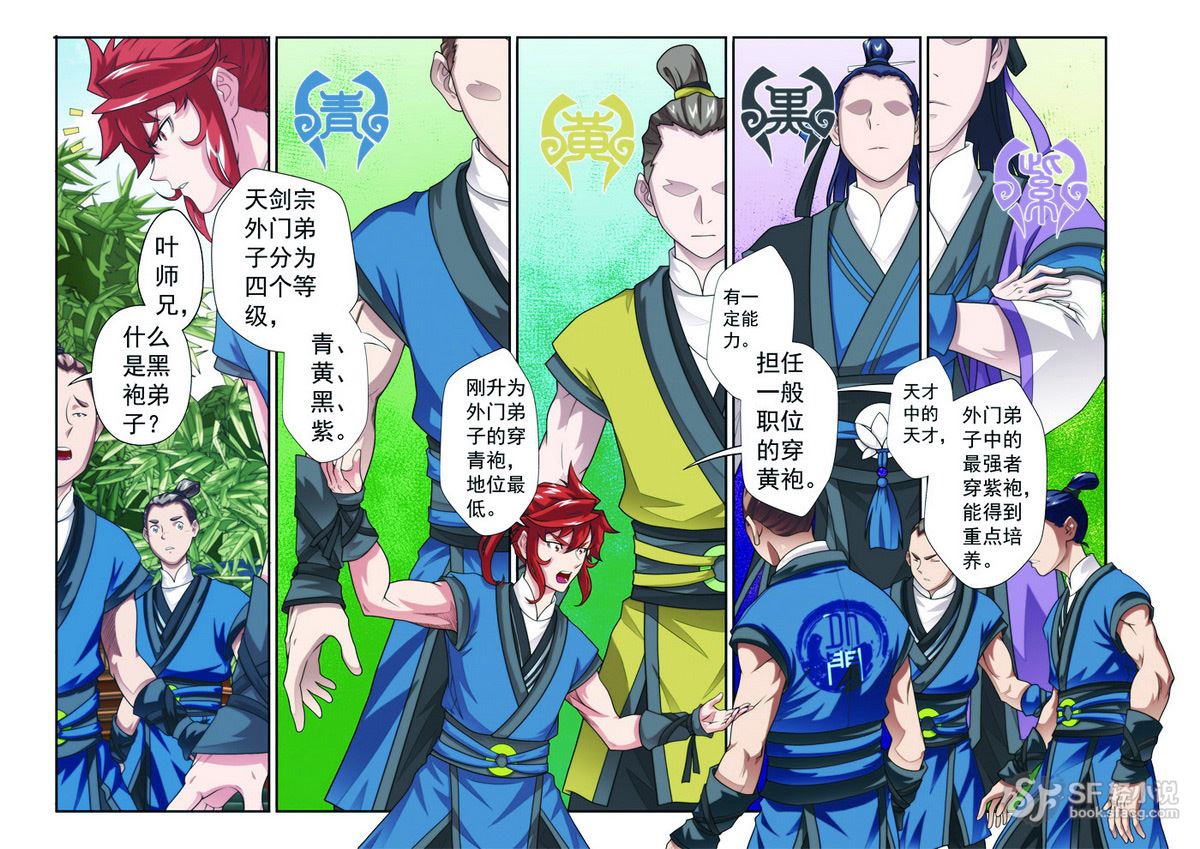 叶
师
兄，
什么
是黑
袍弟
子？
天剑宗
外门弟
子分为
四个等
级，
青、
黄、
黑、
紫。
青
刚升为
外门弟
子的穿
青袍，
地位最
低。
黄
有一
定能
力。
担任
一般
职位
的穿
黄袍。
黑
天才
中的
天才，
紫
外门弟
子中的
最强者
穿紫袍，
能得到
重点培
养。
SF轻小说
book.sfacg.com